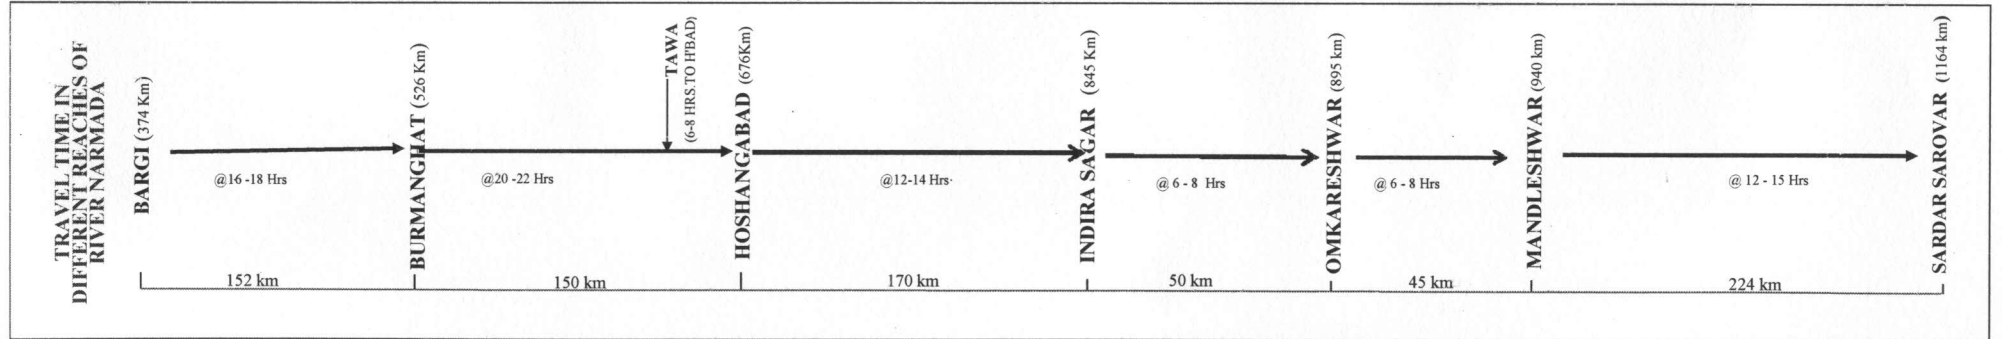 TRAVEL TIME IN
DIFFERENT REACHES OF
RIVER NARMADA
BARGI (374 Km)
@16 -18 Hrs
BURMANGHAT ( 526 Km)
@20 -22 Hrs
TAWA
(6-8 HRS.TO H'BAD)
HOSHANGABAD (676Km)
@12-14 Hrs
INDIRA SAGAR (845 Km)
@ 6 - 8 Hrs
OMKARESHWAR (895 km)
@ 6 - 8 Hrs
MANDLESHWAR (940 km)
@ 12 - 15 Hrs
SARDAR SAROVAR (1164 km)
152 km
150 km
170 km
50 km
45 km
224 km